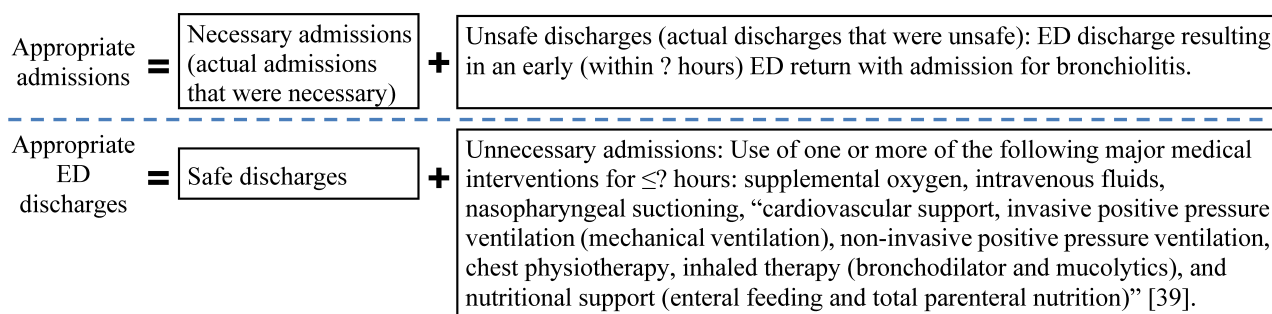 Appropriate
admissions
=
Necessary admissions
(actual admissions
that were necessary)
+
Unsafe discharges (actual discharges that were unsafe): ED discharge resulting
in an early (within ? hours) ED return with admission for bronchiolitis.
Appropriate
ED
discharges
=
Safe discharges
+
Unnecessary admissions: Use of one or more of the following major medical
interventions for ≤? hours: supplemental oxygen, intravenous fluids,
nasopharyngeal suctioning, “cardiovascular support, invasive positive pressure
ventilation (mechanical ventilation), non-invasive positive pressure ventilation,
chest physiotherapy, inhaled therapy (bronchodilator and mucolytics), and
nutritional support (enteral feeding and total parenteral nutrition)” [39].